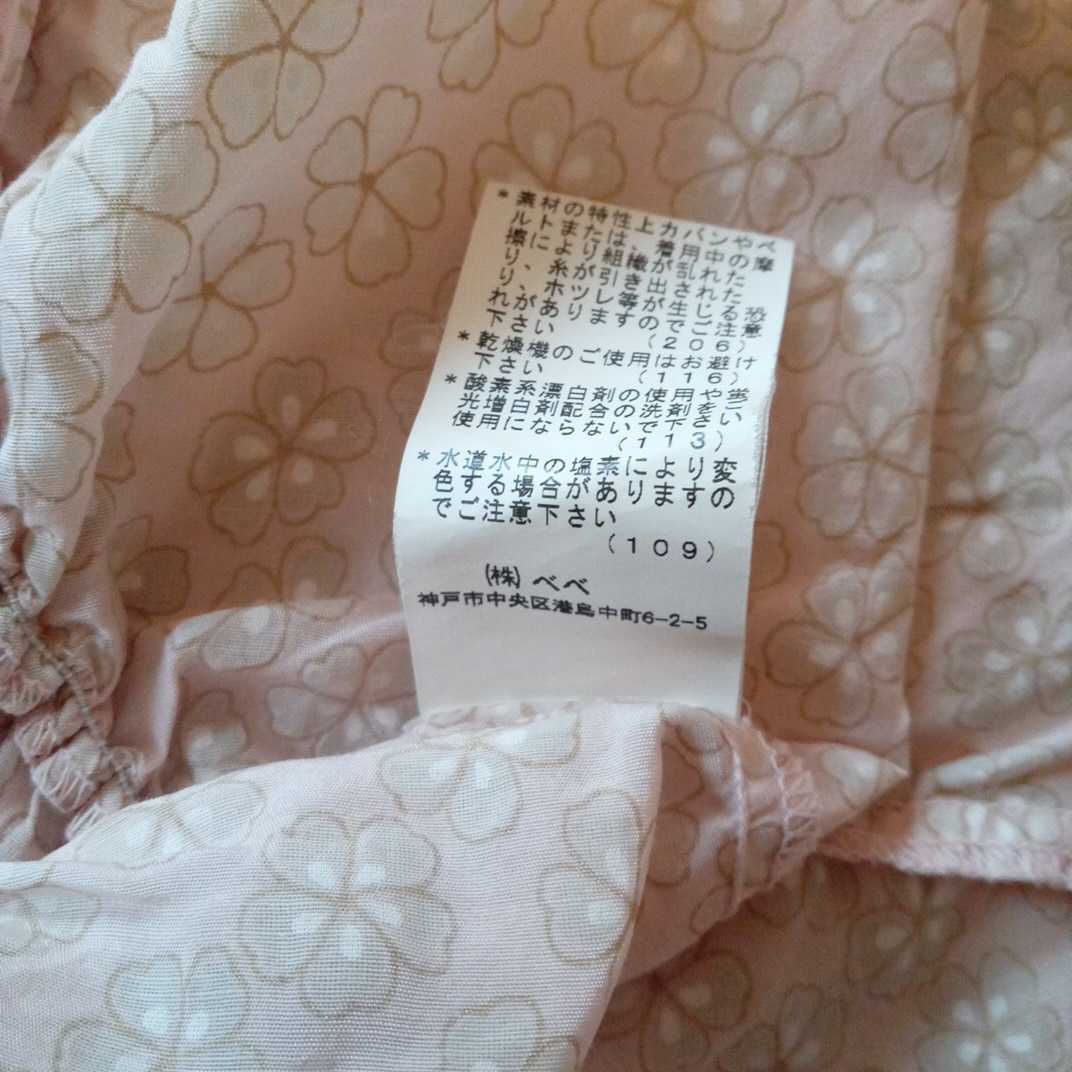 *素材の特性上カバンやベ
ルトまたは、着用中の摩
擦により組織が乱れた
り、糸が引き出された
り、ホツレ等が生じる恐
れがありますのでご注意
下さい (206)
*乾燥機のご使用はお避け
下さい (116)
*酸素系漂白剤の使用や蛍
光増白剤配合の洗剤をい
使用にならないで下さい
(113)
*水道水中の塩素により変
色する場合がありますの
でご注意下さい
(109)
(株) べべ
神戸市中央区港島中町6-2-5